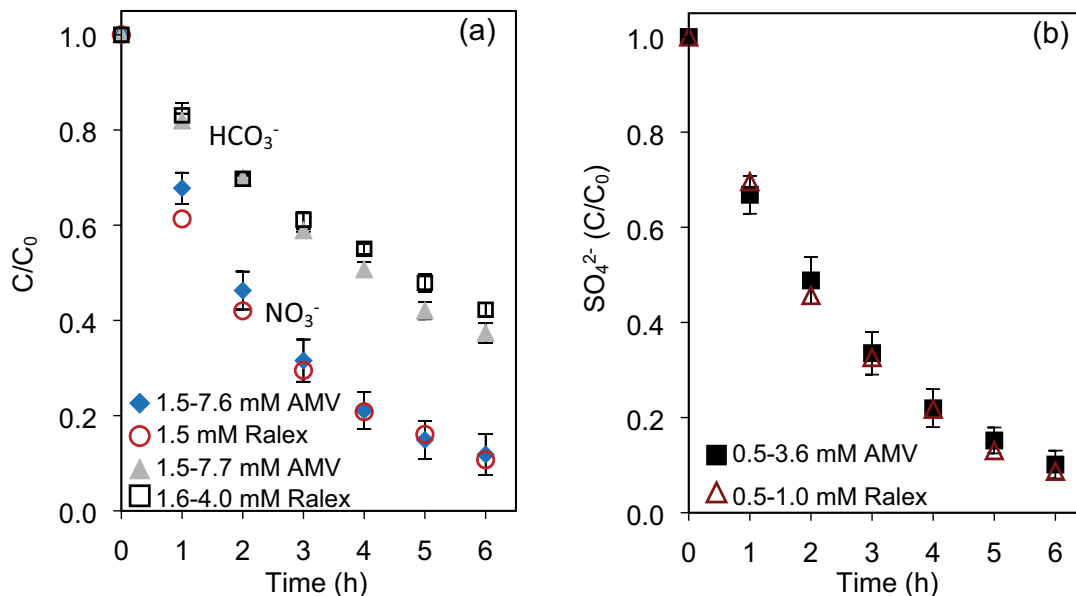 (a)
1.0
0.8
0.6
0.4
0.2
0.0
C/C₀
HCO₃⁻
NO₃⁻
1.5-7.6 mM AMV
1.5 mM Ralex
1.5-7.7 mM AMV
1.6-4.0 mM Ralex
0 1 2 3 4 5 6
Time (h)
(b)
1.0
0.8
0.6
0.4
0.2
0.0
SO₄²⁻ (C/C₀)
0.5-3.6 mM AMV
0.5-1.0 mM Ralex
0 1 2 3 4 5 6
Time (h)